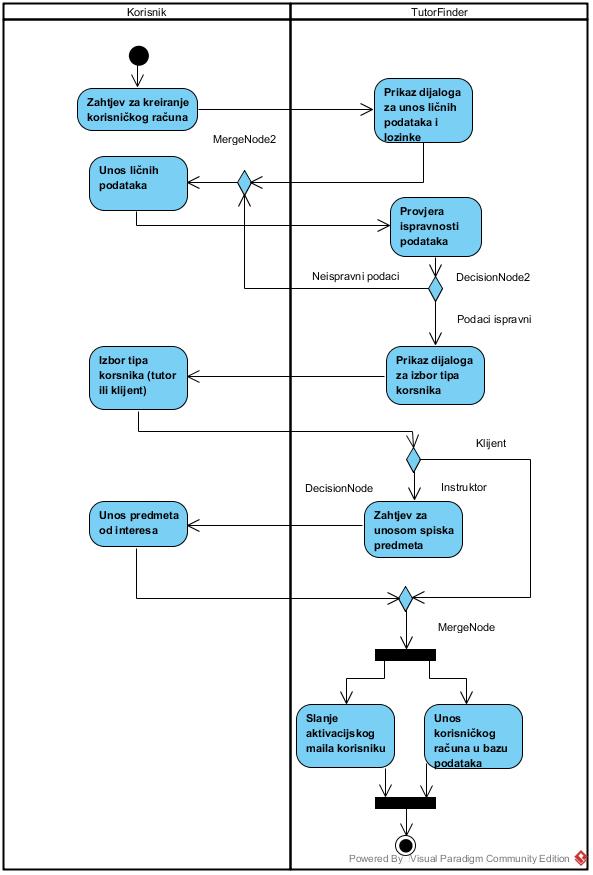 Korisnik
TutorFinder
Zahtjev za kreiranje
korisničkog računa
Prikaz dijaloga
za unos ličnih
podataka i
lozinke
MergeNode2
Unos ličnih
podataka
Provjera
ispravnosti
podataka
Neispravni podaci
DecisionNode2
Podaci ispravni
Izbor tipa
korsnika (tutor
ili klijent)
Prikaz dijaloga
za izbor tipa
korsnika
Klijent
DecisionNode
Instruktor
Unos predmeta
od interesa
Zahtjev za
unosom spiska
predmeta
MergeNode
Slanje
aktivacijskog
maila korisniku
Unos
korisničkog
računa u bazu
podataka
Powered By Visual Paradigm Community Edition